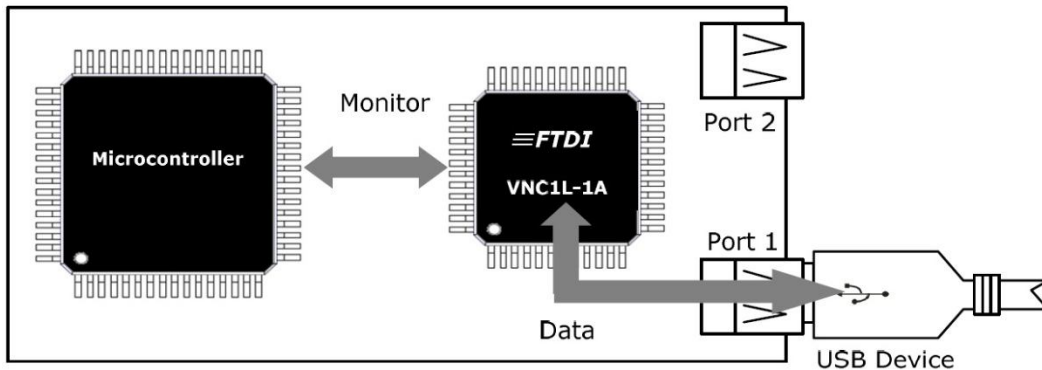 Monitor
Port 2
Microcontroller
FTDI
VNC1L-1A
Port 1
Data
USB Device